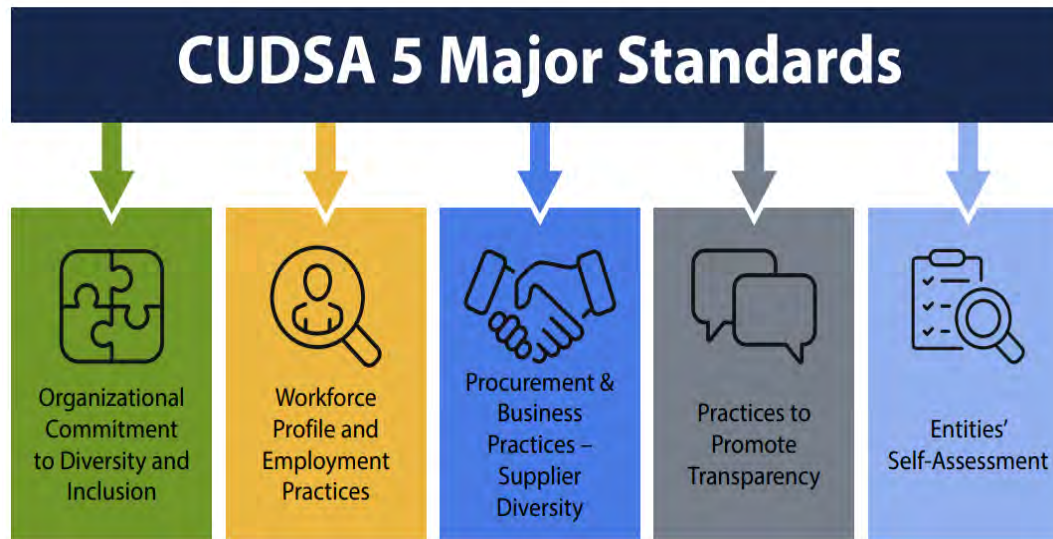 CUDSA 5 Major Standards
Organizational
Commitment
to Diversity and
Inclusion
Workforce
Profile and
Employment
Practices
Procurement &
Business
Practices –
Supplier
Diversity
Practices to
Promote
Transparency
Entities'
Self-Assessment